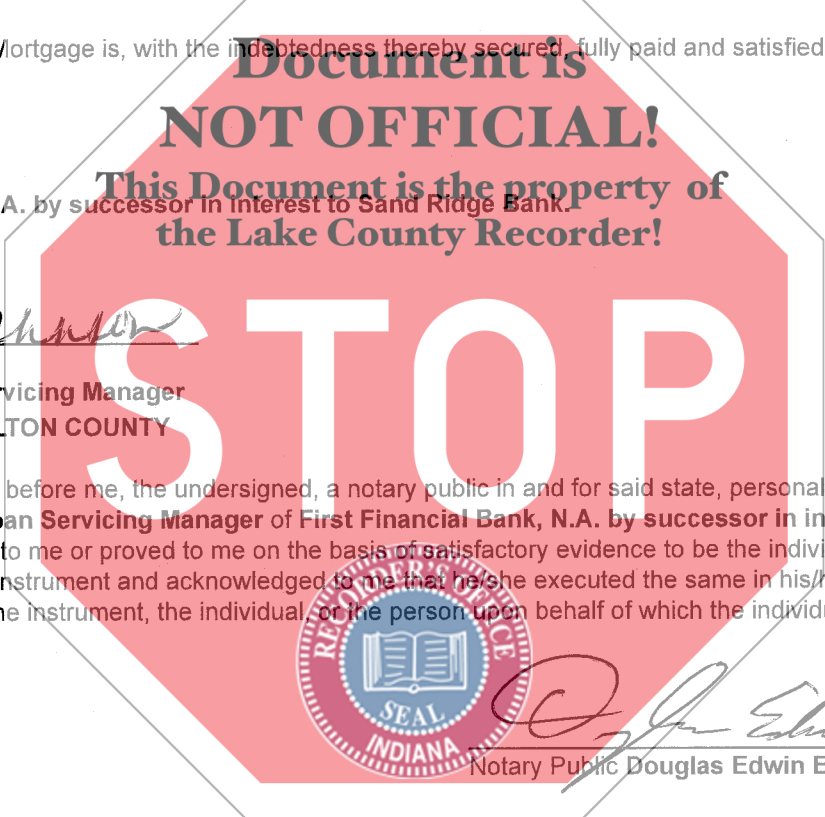 Mortgage is, with the indebtedness thereby secured, fully paid and satisfied
Document is
NOT OFFICIAL!
This Document is the property of
A. by successor in interest to Sand Ridge Bank.
the Lake County Recorder!
STOP
vicing Manager
LTON COUNTY
before me, the undersigned, a notary public in and for said state, personal
an Servicing Manager of First Financial Bank, N.A. by successor in in
to me or proved to me on the basis of satisfactory evidence to be the indivi
nstrument and acknowledged to me that he/she executed the same in his/h
e instrument, the individual, or the person upon behalf of which the individu
RECORDER'S OFFICE
SEAL
INDIANA
Notary Public Douglas Edwin E